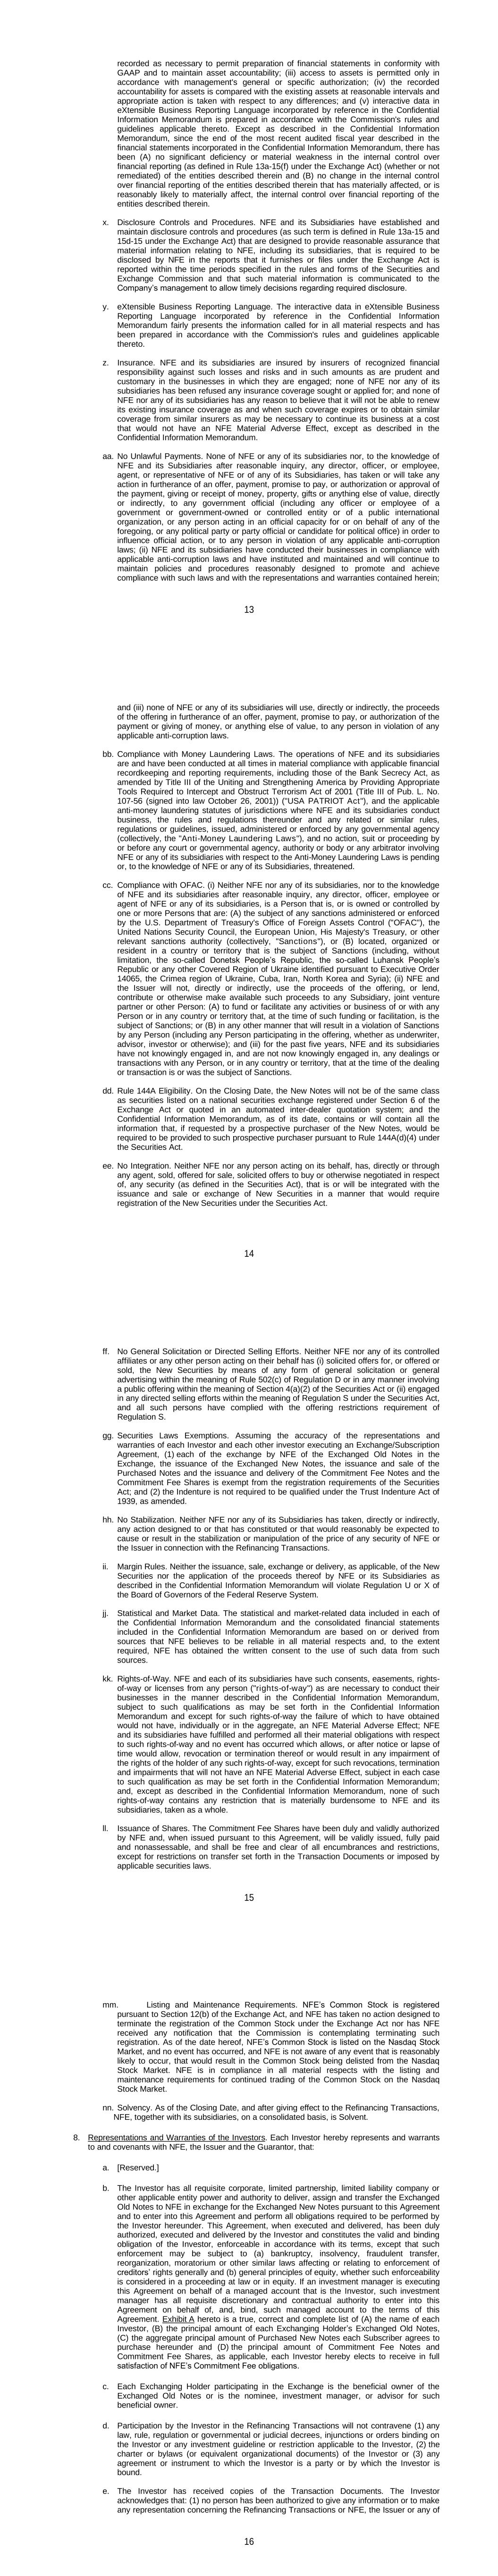 recorded as necessary to permit preparation of financial statements in conformity with
GAAP and to maintain asset accountability; (iii) access to assets is permitted only in
accordance with management's general or specific authorization; (iv) the recorded
accountability for assets is compared with the existing assets at reasonable intervals and
appropriate action is taken with respect to any differences; and (v) interactive data in
eXtensible Business Reporting Language incorporated by reference in the Confidential
Information Memorandum is prepared in accordance with the Commission's rules and
guidelines applicable thereto. Except as described in the Confidential Information
Memorandum, since the end of the most recent audited fiscal year described in the
financial statements incorporated in the Confidential Information Memorandum, there has
been (A) no significant deficiency or material weakness in the internal control over
financial reporting (as defined in Rule 13a-15(f) under the Exchange Act) (whether or not
remediated) of the entities described therein and (B) no change in the internal control
over financial reporting of the entities described therein that has materially affected, or is
reasonably likely to materially affect, the internal control over financial reporting of the
entities described therein.
x. Disclosure Controls and Procedures. NFE and its Subsidiaries have established and
maintain disclosure controls and procedures (as such term is defined in Rule 13a-15 and
15d-15 under the Exchange Act) that are designed to provide reasonable assurance that
material information relating to NFE, including its subsidiaries, that is required to be
disclosed by NFE in the reports that it furnishes or files under the Exchange Act is
reported within the time periods specified in the rules and forms of the Securities and
Exchange Commission and that such material information is communicated to the
Company's management to allow timely decisions regarding required disclosure.
y. eXtensible Business Reporting Language. The interactive data in eXtensible Business
Reporting Language incorporated by reference in the Confidential Information
Memorandum fairly presents the information called for in all material respects and has
been prepared in accordance with the Commission's rules and guidelines applicable
thereto.
z. Insurance. NFE and its subsidiaries are insured by insurers of recognized financial
responsibility against such losses and risks and in such amounts as are prudent and
customary in the businesses in which they are engaged; none of NFE nor any of its
subsidiaries has been refused any insurance coverage sought or applied for; and none of
NFE nor any of its subsidiaries has any reason to believe that it will not be able to renew
its existing insurance coverage as and when such coverage expires or to obtain similar
coverage from similar insurers as may be necessary to continue its business at a cost
that would not have an NFE Material Adverse Effect, except as described in the
Confidential Information Memorandum.
aa. No Unlawful Payments. None of NFE or any of its subsidiaries nor, to the knowledge of
NFE and its Subsidiaries after reasonable inquiry, any director, officer, or employee,
agent, or representative of NFE or of any of its Subsidiaries, has taken or will take any
action in furtherance of an offer, payment, promise to pay, or authorization or approval of
the payment, giving or receipt of money, property, gifts or anything else of value, directly
or indirectly, to any government official (including any officer or employee of a
government or government-owned or controlled entity or of a public international
organization, or any person acting in an official capacity for or on behalf of any of the
foregoing, or any political party or party official or candidate for political office) in order to
influence official action, or to any person in violation of any applicable anti-corruption
laws; (ii) NFE and its subsidiaries have conducted their businesses in compliance with
applicable anti-corruption laws and have instituted and maintained and will continue to
maintain policies and procedures reasonably designed to promote and achieve
compliance with such laws and with the representations and warranties contained herein;
13
and (iii) none of NFE or any of its subsidiaries will use, directly or indirectly, the proceeds
of the offering in furtherance of an offer, payment, promise to pay, or authorization of the
payment or giving of money, or anything else of value, to any person in violation of any
applicable anti-corruption laws.
bb. Compliance with Money Laundering Laws. The operations of NFE and its subsidiaries
are and have been conducted at all times in material compliance with applicable financial
recordkeeping and reporting requirements, including those of the Bank Secrecy Act, as
amended by Title III of the Uniting and Strengthening America by Providing Appropriate
Tools Required to Intercept and Obstruct Terrorism Act of 2001 (Title III of Pub. L. No.
107-56 (signed into law October 26, 2001)) ("USA PATRIOT Act"), and the applicable
anti-money laundering statutes of jurisdictions where NFE and its subsidiaries conduct
business, the rules and regulations thereunder and any related or similar rules,
regulations or guidelines, issued, administered or enforced by any governmental agency
(collectively, the "Anti-Money Laundering Laws"), and no action, suit or proceeding by
or before any court or governmental agency, authority or body or any arbitrator involving
NFE or any of its subsidiaries with respect to the Anti-Money Laundering Laws is pending
or, to the knowledge of NFE or any of its Subsidiaries, threatened.
cc. Compliance with OFAC. (i) Neither NFE nor any of its subsidiaries, nor to the knowledge
of NFE and its subsidiaries after reasonable inquiry, any director, officer, employee or
agent of NFE or any of its subsidiaries, is a Person that is, or is owned or controlled by
one or more Persons that are: (A) the subject of any sanctions administered or enforced
by the U.S. Department of Treasury's Office of Foreign Assets Control ("OFAC"), the
United Nations Security Council, the European Union, His Majesty's Treasury, or other
relevant sanctions authority (collectively, "Sanctions"), or (B) located, organized or
resident in a country or territory that is the subject of Sanctions (including, without
limitation, the so-called Donetsk People's Republic, the so-called Luhansk People's
Republic or any other Covered Region of Ukraine identified pursuant to Executive Order
14065, the Crimea region of Ukraine, Cuba, Iran, North Korea and Syria); (ii) NFE and
the Issuer will not, directly or indirectly, use the proceeds of the offering, or lend,
contribute or otherwise make available such proceeds to any Subsidiary, joint venture
partner or other Person: (A) to fund or facilitate any activities or business of or with any
Person or in any country or territory that, at the time of such funding or facilitation, is the
subject of Sanctions; or (B) in any other manner that will result in a violation of Sanctions
by any Person (including any Person participating in the offering, whether as underwriter,
advisor, investor or otherwise); and (iii) for the past five years, NFE and its subsidiaries
have not knowingly engaged in, and are not now knowingly engaged in, any dealings or
transactions with any Person, or in any country or territory, that at the time of the dealing
or transaction is or was the subject of Sanctions.
dd. Rule 144A Eligibility. On the Closing Date, the New Notes will not be of the same class
as securities listed on a national securities exchange registered under Section 6 of the
Exchange Act or quoted in an automated inter-dealer quotation system; and the
Confidential Information Memorandum, as of its date, contains or will contain all the
information that, if requested by a prospective purchaser of the New Notes, would be
required to be provided to such prospective purchaser pursuant to Rule 144A(d)(4) under
the Securities Act.
ee. No Integration. Neither NFE nor any person acting on its behalf, has, directly or through
any agent, sold, offered for sale, solicited offers to buy or otherwise negotiated in respect
of, any security (as defined in the Securities Act), that is or will be integrated with the
issuance and sale or exchange of New Securities in a manner that would require
registration of the New Securities under the Securities Act.
14
ff. No General Solicitation or Directed Selling Efforts. Neither NFE nor any of its controlled
affiliates or any other person acting on their behalf has (i) solicited offers for, or offered or
sold, the New Securities by means of any form of general solicitation or general
advertising within the meaning of Rule 502(c) of Regulation D or in any manner involving
a public offering within the meaning of Section 4(a)(2) of the Securities Act or (ii) engaged
in any directed selling efforts within the meaning of Regulation S under the Securities Act,
and all such persons have complied with the offering restrictions requirement of
Regulation S.
gg. Securities Laws Exemptions. Assuming the accuracy of the representations and
warranties of each Investor and each other investor executing an Exchange/Subscription
Agreement, (1) each of the exchange by NFE of the Exchanged Old Notes in the
Exchange, the issuance of the Exchanged New Notes, the issuance and sale of the
Purchased Notes and the issuance and delivery of the Commitment Fee Notes and the
Commitment Fee Shares is exempt from the registration requirements of the Securities
Act; and (2) the Indenture is not required to be qualified under the Trust Indenture Act of
1939, as amended.
hh. No Stabilization. Neither NFE nor any of its Subsidiaries has taken, directly or indirectly,
any action designed to or that has constituted or that would reasonably be expected to
cause or result in the stabilization or manipulation of the price of any security of NFE or
the Issuer in connection with the Refinancing Transactions.
ii. Margin Rules. Neither the issuance, sale, exchange or delivery, as applicable, of the New
Securities nor the application of the proceeds thereof by NFE or its Subsidiaries as
described in the Confidential Information Memorandum will violate Regulation U or X of
the Board of Governors of the Federal Reserve System.
jj. Statistical and Market Data. The statistical and market-related data included in each of
the Confidential Information Memorandum and the consolidated financial statements
included in the Confidential Information Memorandum are based on or derived from
sources that NFE believes to be reliable in all material respects and, to the extent
required, NFE has obtained the written consent to the use of such data from such
sources.
kk. Rights-of-Way. NFE and each of its subsidiaries have such consents, easements, rights-
of-way or licenses from any person ("rights-of-way") as are necessary to conduct their
businesses in the manner described in the Confidential Information Memorandum,
subject to such qualifications as may be set forth in the Confidential Information
Memorandum and except for such rights-of-way the failure of which to have obtained
would not have, individually or in the aggregate, an NFE Material Adverse Effect; NFE
and its subsidiaries have fulfilled and performed all their material obligations with respect
to such rights-of-way and no event has occurred which allows, or after notice or lapse of
time would allow, revocation or termination thereof or would result in any impairment of
the rights of the holder of any such rights-of-way, except for such revocations, termination
and impairments that will not have an NFE Material Adverse Effect, subject in each case
to such qualification as may be set forth in the Confidential Information Memorandum;
and, except as described in the Confidential Information Memorandum, none of such
rights-of-way contains any restriction that is materially burdensome to NFE and its
subsidiaries, taken as a whole.
ll. Issuance of Shares. The Commitment Fee Shares have been duly and validly authorized
by NFE and, when issued pursuant to this Agreement, will be validly issued, fully paid
and nonassessable, and shall be free and clear of all encumbrances and restrictions,
except for restrictions on transfer set forth in the Transaction Documents or imposed by
applicable securities laws.
15
mm. Listing and Maintenance Requirements. NFE's Common Stock is registered
pursuant to Section 12(b) of the Exchange Act, and NFE has taken no action designed to
terminate the registration of the Common Stock under the Exchange Act nor has NFE
received any notification that the Commission is contemplating terminating such
registration. As of the date hereof, NFE's Common Stock is listed on the Nasdaq Stock
Market, and no event has occurred, and NFE is not aware of any event that is reasonably
likely to occur, that would result in the Common Stock being delisted from the Nasdaq
Stock Market. NFE is in compliance in all material respects with the listing and
maintenance requirements for continued trading of the Common Stock on the Nasdaq
Stock Market.
nn. Solvency. As of the Closing Date, and after giving effect to the Refinancing Transactions,
NFE, together with its subsidiaries, on a consolidated basis, is Solvent.
8. Representations and Warranties of the Investors. Each Investor hereby represents and warrants
to and covenants with NFE, the Issuer and the Guarantor, that:
a. [Reserved.]
b. The Investor has all requisite corporate, limited partnership, limited liability company or
other applicable entity power and authority to deliver, assign and transfer the Exchanged
Old Notes to NFE in exchange for the Exchanged New Notes pursuant to this Agreement
and to enter into this Agreement and perform all obligations required to be performed by
the Investor hereunder. This Agreement, when executed and delivered, has been duly
authorized, executed and delivered by the Investor and constitutes the valid and binding
obligation of the Investor, enforceable in accordance with its terms, except that such
enforcement may be subject to (a) bankruptcy, insolvency, fraudulent transfer,
reorganization, moratorium or other similar laws affecting or relating to enforcement of
creditors' rights generally and (b) general principles of equity, whether such enforceability
is considered in a proceeding at law or in equity. If an investment manager is executing
this Agreement on behalf of a managed account that is the Investor, such investment
manager has all requisite discretionary and contractual authority to enter into this
Agreement on behalf of, and, bind, such managed account to the terms of this
Agreement. Exhibit A hereto is a true, correct and complete list of (A) the name of each
Investor, (B) the principal amount of each Exchanging Holder's Exchanged Old Notes,
(C) the aggregate principal amount of Purchased New Notes each Subscriber agrees to
purchase hereunder and (D) the principal amount of Commitment Fee Notes and
Commitment Fee Shares, as applicable, each Investor hereby elects to receive in full
satisfaction of NFE's Commitment Fee obligations.
c. Each Exchanging Holder participating in the Exchange is the beneficial owner of the
Exchanged Old Notes or is the nominee, investment manager, or advisor for such
beneficial owner.
d. Participation by the Investor in the Refinancing Transactions will not contravene (1) any
law, rule, regulation or governmental or judicial decrees, injunctions or orders binding on
the Investor or any investment guideline or restriction applicable to the Investor, (2) the
charter or bylaws (or equivalent organizational documents) of the Investor or (3) any
agreement or instrument to which the Investor is a party or by which the Investor is
bound.
e. The Investor has received copies of the Transaction Documents. The Investor
acknowledges that: (1) no person has been authorized to give any information or to make
any representation concerning the Refinancing Transactions or NFE, the Issuer or any of
16